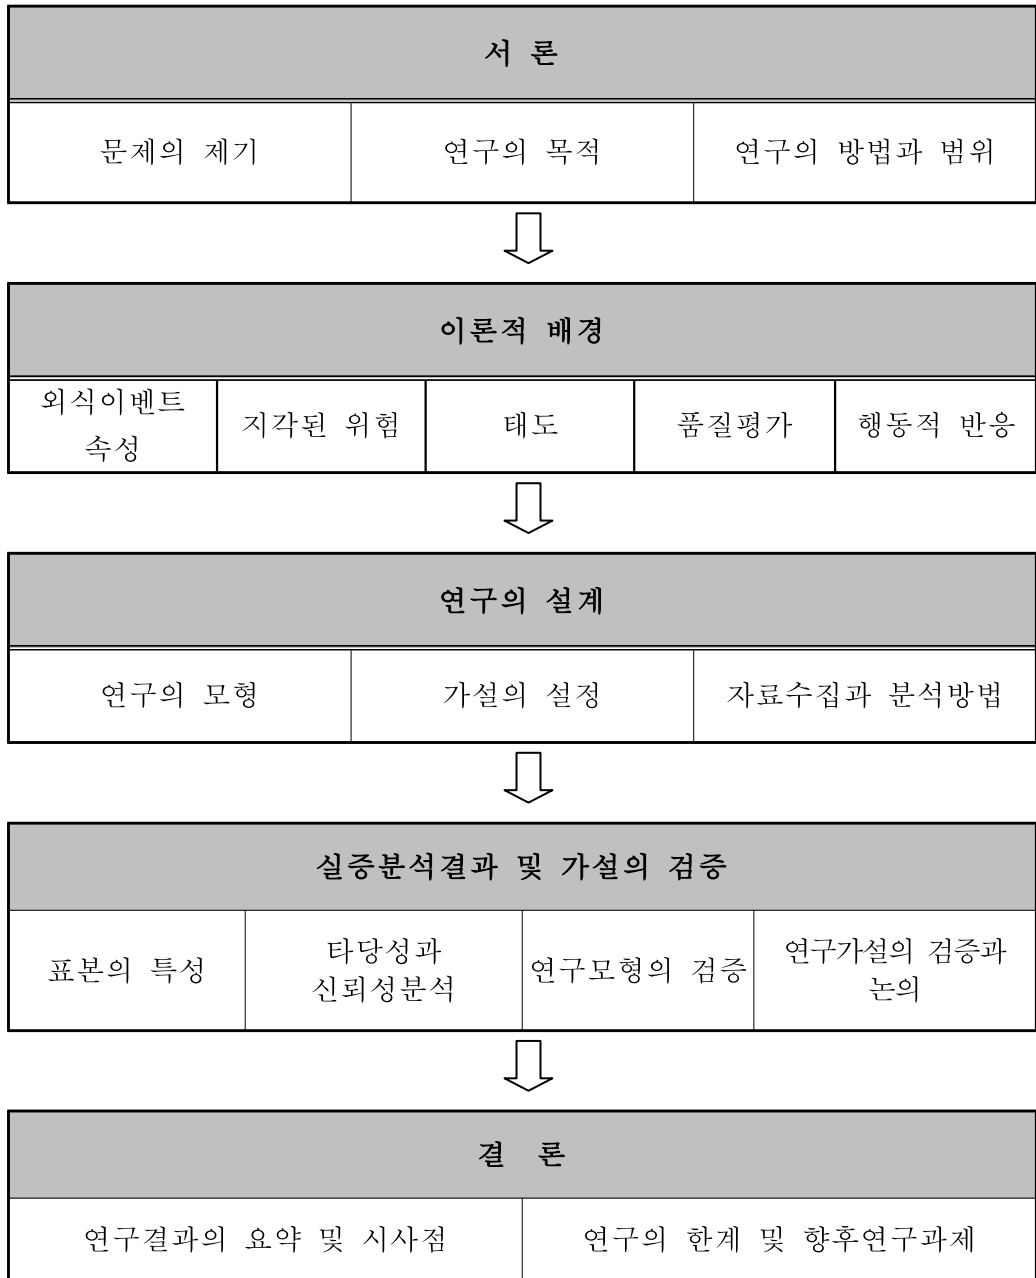 서 론
문제의 제기
연구의 목적
연구의 방법과 범위
이론적 배경
외식이벤트
속성
지각된 위험
태도
품질평가
행동적 반응
연구의 설계
연구의 모형
가설의 설정
자료수집과 분석방법
실증분석결과 및 가설의 검증
표본의 특성
타당성과
신뢰성분석
연구모형의 검증
연구가설의 검증과
논의
결 론
연구결과의 요약 및 시사점
연구의 한계 및 향후연구과제